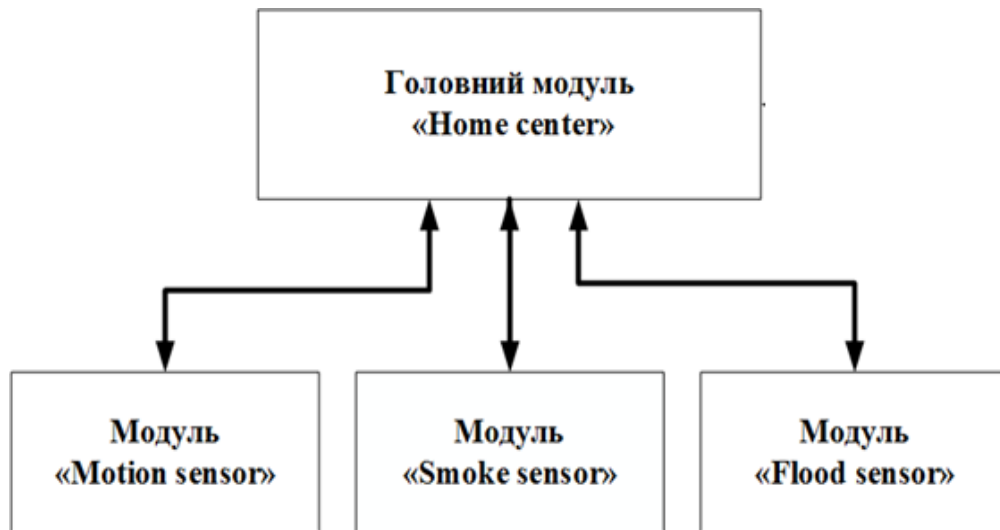 Головний модуль
«Home center»
Модуль
«Motion sensor»
Модуль
«Smoke sensor»
Модуль
«Flood sensor»